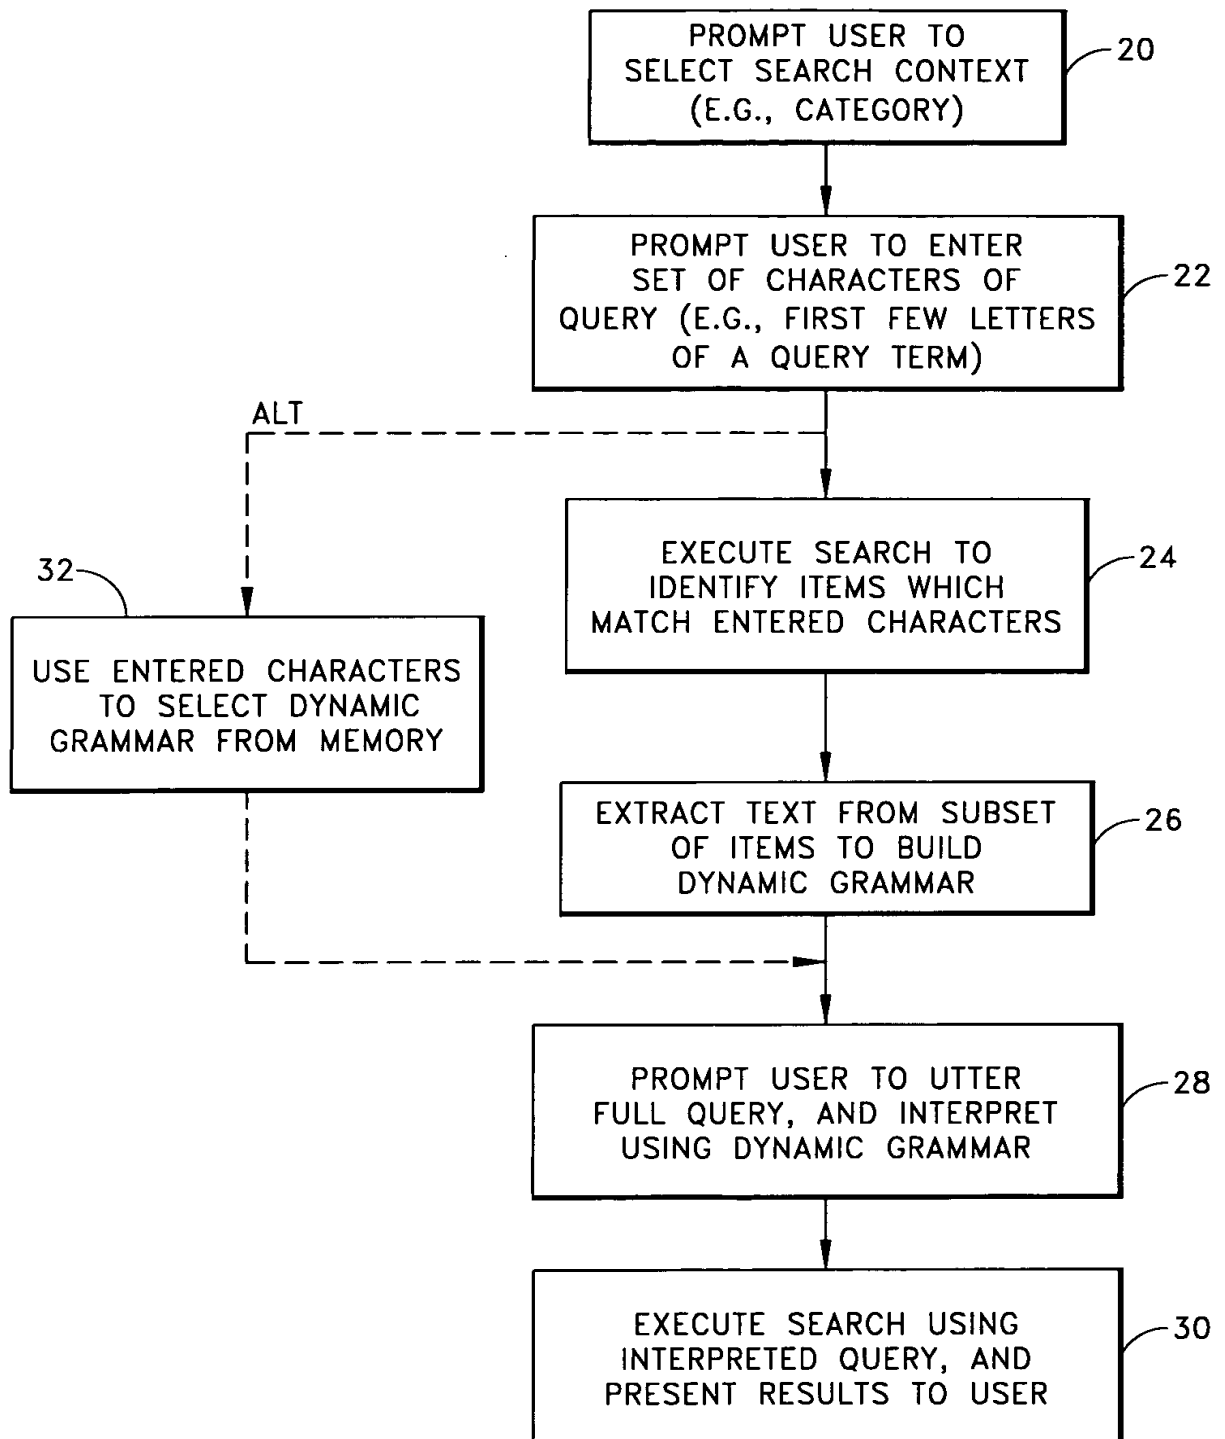 PROMPT USER TO
SELECT SEARCH CONTEXT
(E.G., CATEGORY)
20
PROMPT USER TO ENTER
SET OF CHARACTERS OF
QUERY (E.G., FIRST FEW LETTERS
OF A QUERY TERM)
22
ALT
EXECUTE SEARCH TO
IDENTIFY ITEMS WHICH
MATCH ENTERED CHARACTERS
24
32
USE ENTERED CHARACTERS
TO SELECT DYNAMIC
GRAMMAR FROM MEMORY
EXTRACT TEXT FROM SUBSET
OF ITEMS TO BUILD
DYNAMIC GRAMMAR
26
PROMPT USER TO UTTER
FULL QUERY, AND INTERPRET
USING DYNAMIC GRAMMAR
28
EXECUTE SEARCH USING
INTERPRETED QUERY, AND
PRESENT RESULTS TO USER
30